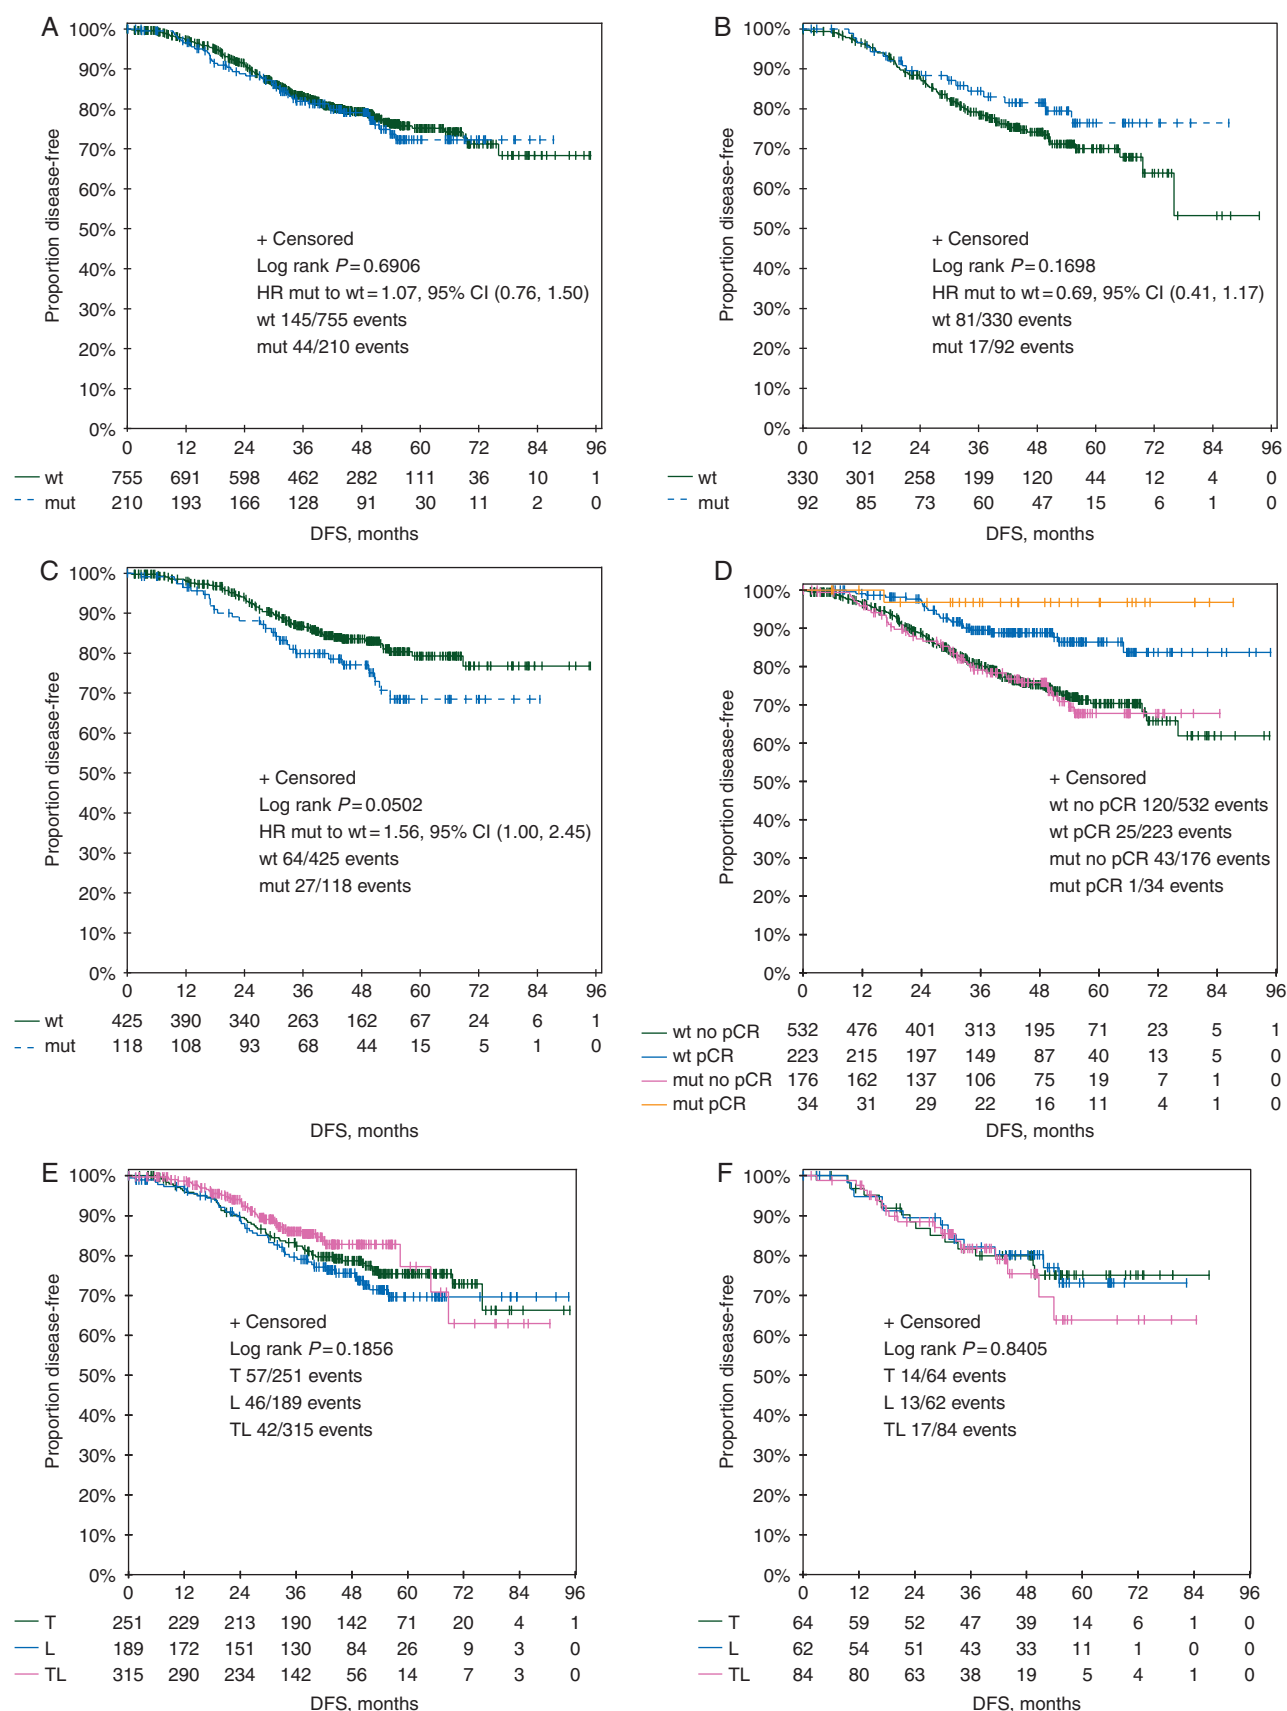 A
100%
90%
80%
70%
60%
50%
40%
30%
20%
10%
0%
Proportion disease-free
+ Censored
Log rank P=0.6906
HR mut to wt=1.07, 95% CI (0.76, 1.50)
wt 145/755 events
mut 44/210 events
0 12 24 36 48 60 72 84 96
wt 755 691 598 462 282 111 36 10 1
mut 210 193 166 128 91 30 11 2 0
DFS, months
B
100%
90%
80%
70%
60%
50%
40%
30%
20%
10%
0%
Proportion disease-free
+ Censored
Log rank P=0.1698
HR mut to wt=0.69, 95% CI (0.41, 1.17)
wt 81/330 events
mut 17/92 events
0 12 24 36 48 60 72 84 96
wt 330 301 258 199 120 44 12 4 0
mut 92 85 73 60 47 15 6 1 0
DFS, months
C
100%
90%
80%
70%
60%
50%
40%
30%
20%
10%
0%
Proportion disease-free
+ Censored
Log rank P=0.0502
HR mut to wt=1.56, 95% CI (1.00, 2.45)
wt 64/425 events
mut 27/118 events
0 12 24 36 48 60 72 84 96
wt 425 390 340 263 162 67 24 6 1
mut 118 108 93 68 44 15 5 1 0
DFS, months
D
100%
90%
80%
70%
60%
50%
40%
30%
20%
10%
0%
Proportion disease-free
+ Censored
wt no pCR 120/532 events
wt pCR 25/223 events
mut no pCR 43/176 events
mut pCR 1/34 events
0 12 24 36 48 60 72 84 96
wt no pCR 532 476 401 313 195 71 23 5 1
wt pCR 223 215 197 149 87 40 13 5 0
mut no pCR 176 162 137 106 75 19 7 1 0
mut pCR 34 31 29 22 16 11 4 1 0
DFS, months
E
100%
90%
80%
70%
60%
50%
40%
30%
20%
10%
0%
Proportion disease-free
+ Censored
Log rank P=0.1856
T 57/251 events
L 46/189 events
TL 42/315 events
0 12 24 36 48 60 72 84 96
T 251 229 213 190 142 71 20 4 1
L 189 172 151 130 84 26 9 3 0
TL 315 290 234 142 56 14 7 3 0
DFS, months
F
100%
90%
80%
70%
60%
50%
40%
30%
20%
10%
0%
Proportion disease-free
+ Censored
Log rank P=0.8405
T 14/64 events
L 13/62 events
TL 17/84 events
0 12 24 36 48 60 72 84 96
T 64 59 52 47 39 14 6 1 0
L 62 54 51 43 33 11 1 0 0
TL 84 80 63 38 19 5 4 1 0
DFS, months